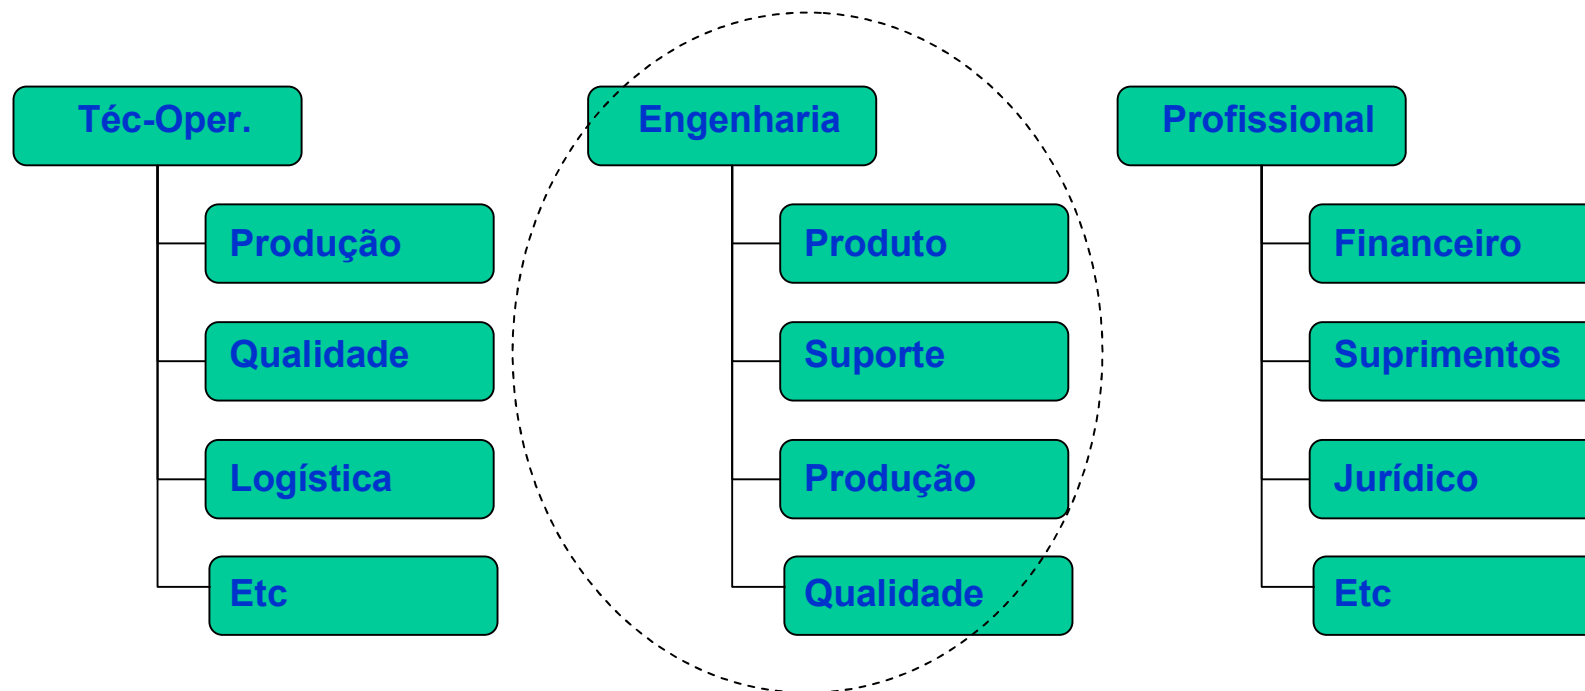 Téc-Oper.
Produção
Qualidade
Logística
Etc
Engenharia
Produto
Suporte
Produção
Qualidade
Profissional
Financeiro
Suprimentos
Jurídico
Etc